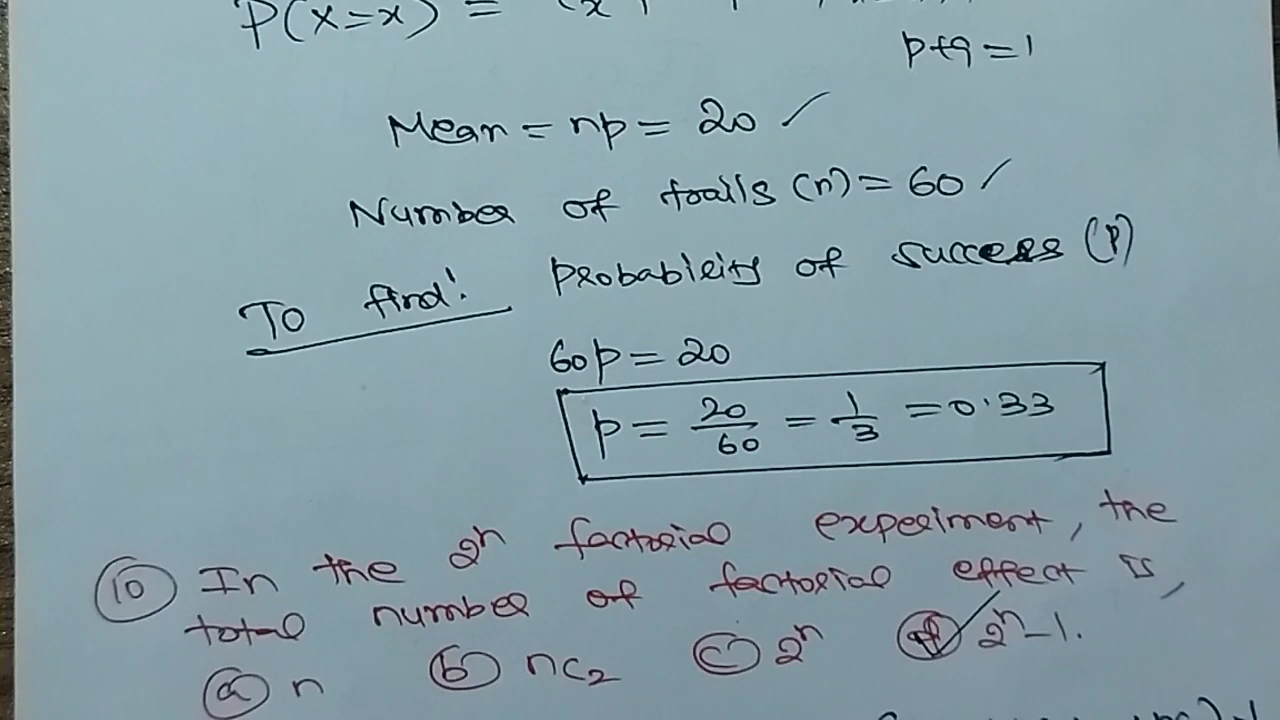 P(X=x) =
p+q=1
Mean = np = 20 ✓
Number of trails (n) = 60 ✓
To find: Probability of success (P)
60p = 20
p = 20/60 = 1/3 = 0.33
10 In the 2^n factorial experiment, the
total number of factorial effect is,
a n b nc₂ c 2^n d 2^n-1.